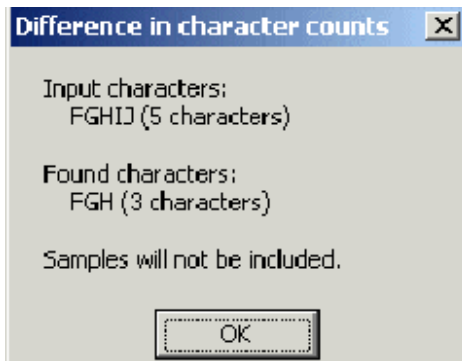 Difference in character counts
Input characters:
FGHIJ (5 characters)
Found characters:
FGH (3 characters)
Samples will not be included.
OK